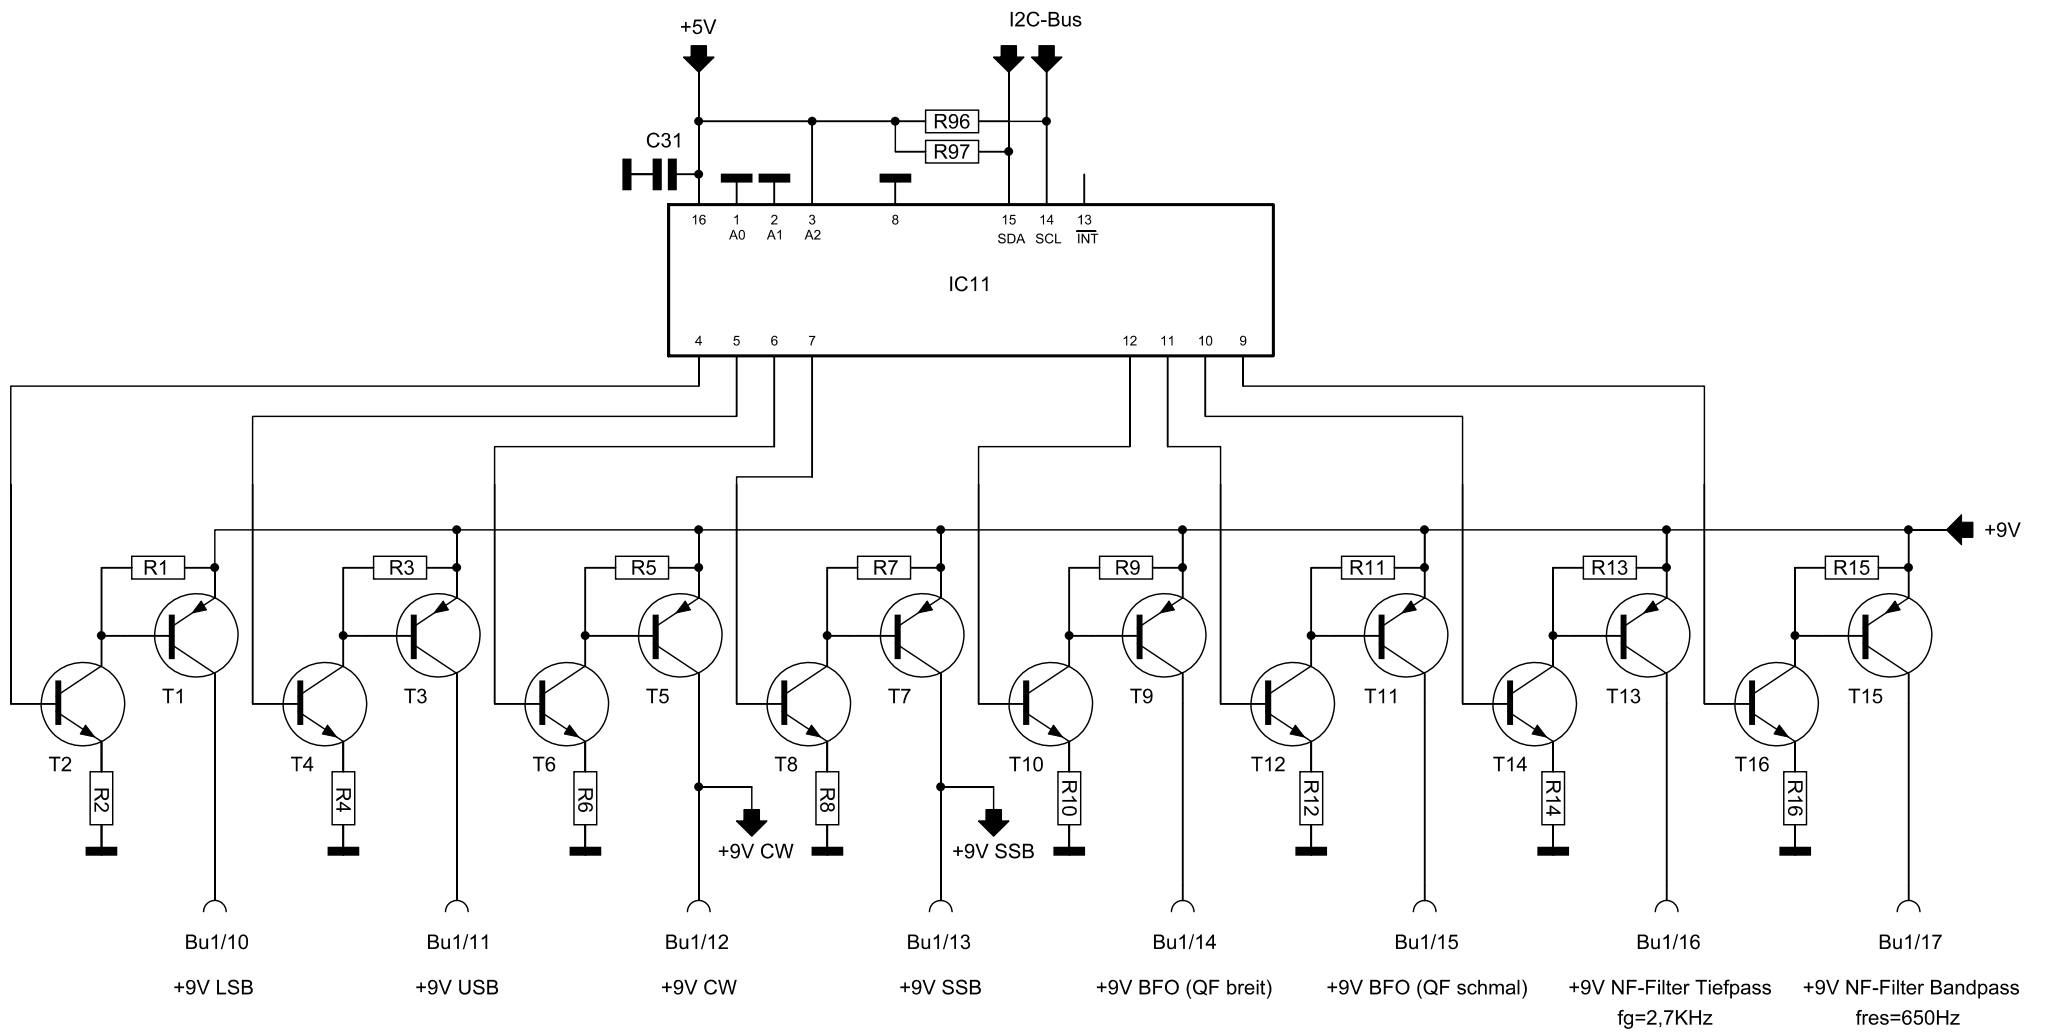 +5V
I2C-Bus
R96
C31
R97
16 1 2 3 8 15 14 13
A0 A1 A2 SDA SCL INT
IC11
4 5 6 7 12 11 10 9
+9V
R1 R3 R5 R7 R9 R11 R13 R15
T1 T3 T5 T7 T9 T11 T13 T15
T2 T4 T6 T8 T10 T12 T14 T16
R2 R4 R6 R8 R10 R12 R14 R16
+9V CW +9V SSB
Bu1/10 Bu1/11 Bu1/12 Bu1/13 Bu1/14 Bu1/15 Bu1/16 Bu1/17
+9V LSB +9V USB +9V CW +9V SSB +9V BFO (QF breit) +9V BFO (QF schmal) +9V NF-Filter Tiefpass +9V NF-Filter Bandpass
fg=2,7KHz fres=650Hz